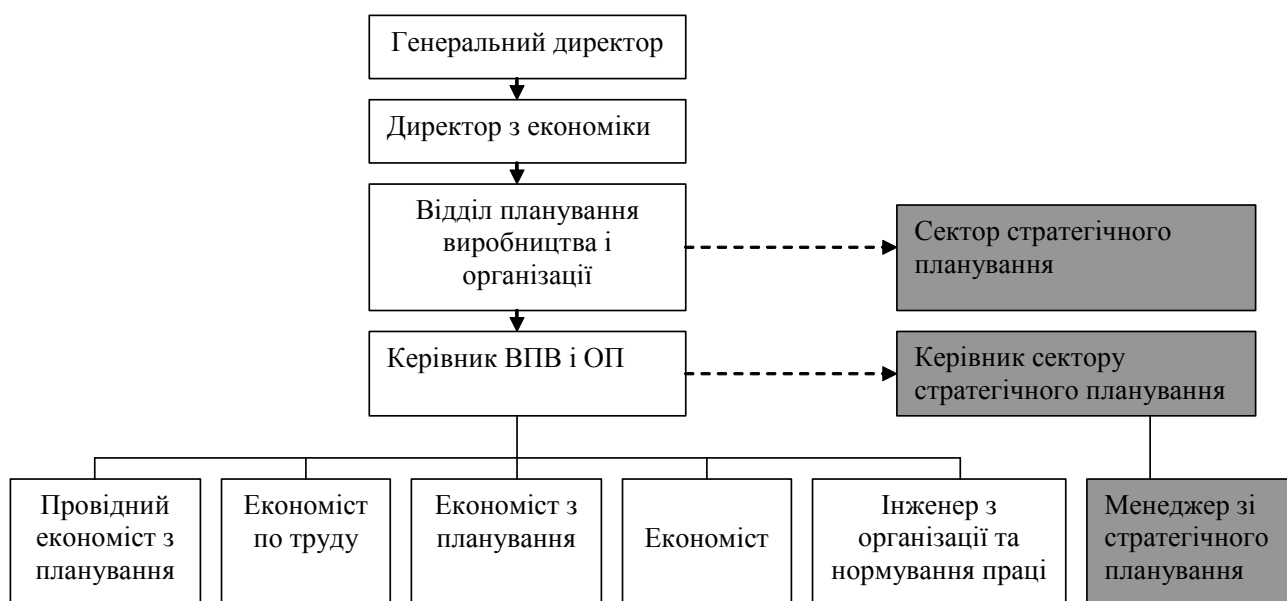 Генеральний директор
Директор з економіки
Відділ планування
виробництва і
організації
Сектор стратегічного
планування
Керівник ВПВ і ОП
Керівник сектору
стратегічного планування
Провідний
економіст з
планування
Економіст
по труду
Економіст з
планування
Економіст
Інженер з
організації та
нормування праці
Менеджер зі
стратегічного
планування